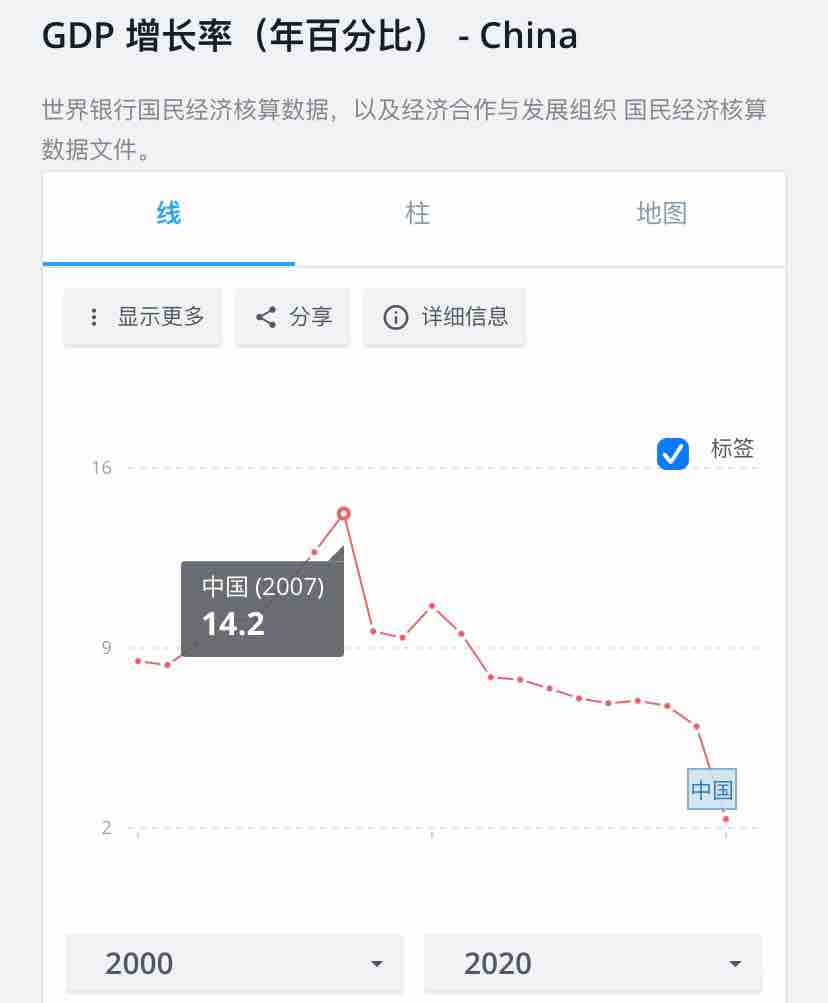 GDP 增长率（年百分比） - China
世界银行国民经济核算数据，以及经济合作与发展组织 国民经济核算
数据文件。
线 柱 地图
显示更多 分享 详细信息
标签
16
中国 (2007)
14.2
9
中国
2
2000 2020